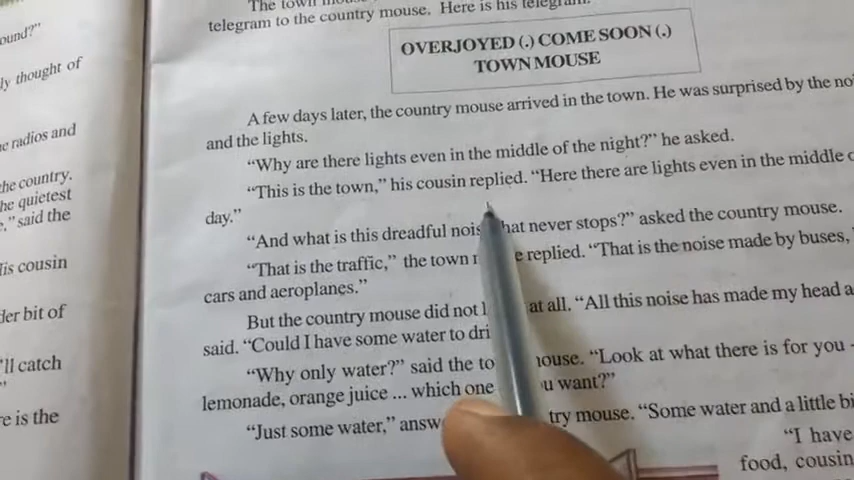 ound?"
ly thought of
e radios and
the country.
he quietest
," said the
is cousin
der bit of
'll catch
"
e is the
The town
telegram to the country mouse. Here is his telegram.
OVERJOYED (.) COME SOON (.)
TOWN MOUSE
A few days later, the country mouse arrived in the town. He was surprised by the noi
and the lights.
"Why are there lights even in the middle of the night?" he asked.
"This is the town," his cousin replied. "Here there are lights even in the middle o
day."
"And what is this dreadful nois hat never stops?" asked the country mouse.
"That is the traffic," the town e replied. "That is the noise made by buses,
cars and aeroplanes."
But the country mouse did not at all. "All this noise has made my head a
said. "Could I have some water to dri
"Why only water?" said the to ouse. "Look at what there is for you -
lemonade, orange juice ... which one u want?"
"Just some water," answ try mouse. "Some water and a little bi
"I have
food, cousin